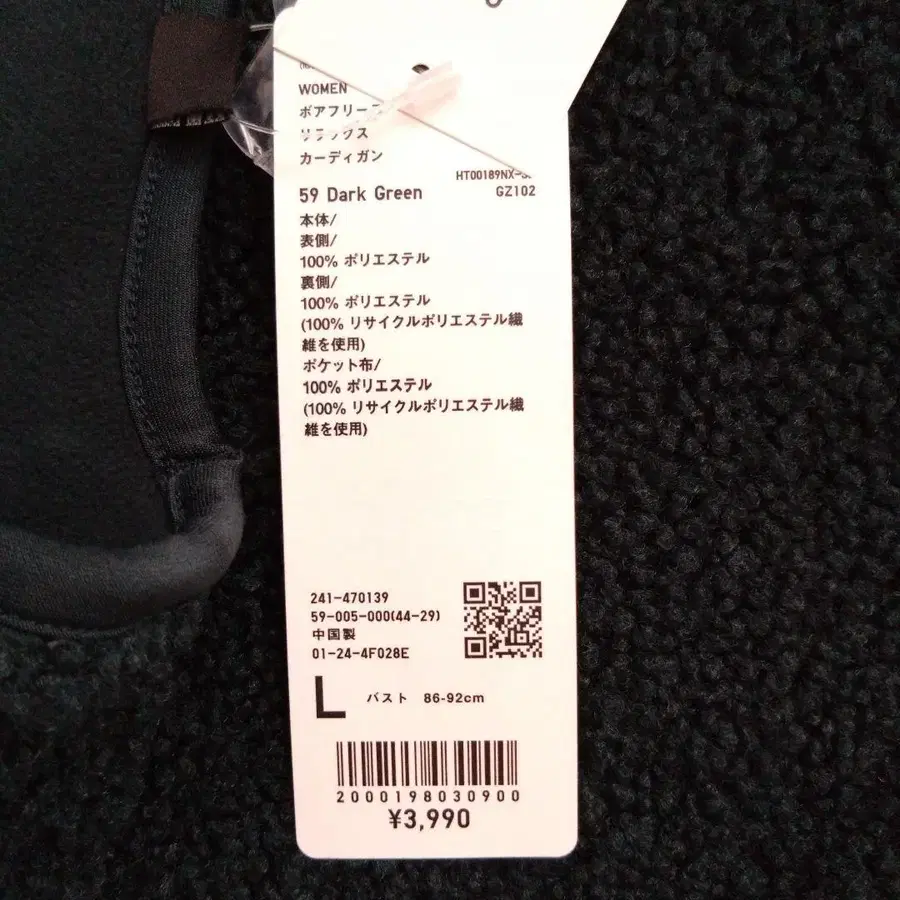 WOMEN
ボアフリース
リラックス
カーディガン
HT00189NX-
59 Dark Green
GZ102
本体/
表側/
100% ポリエステル
裏側/
100% ポリエステル
(100% リサイクルポリエステル繊
維を使用)
ポケット布/
100% ポリエステル
(100% リサイクルポリエステル繊
維を使用)
241-470139
59-005-000(44-29)
中国製
01-24-4F028E
L バスト 86-92cm
2000198030900
¥3,990